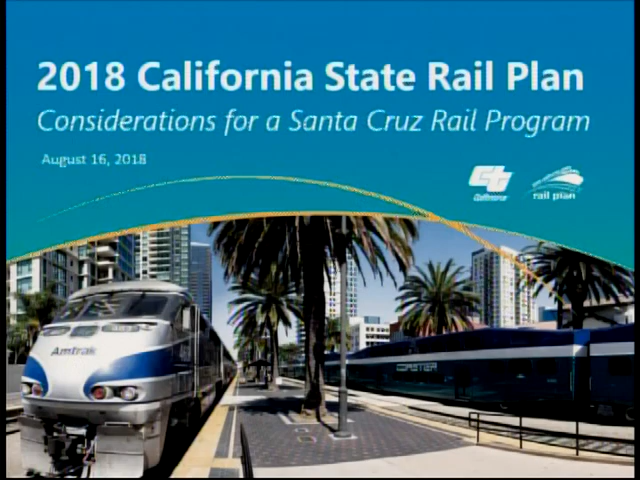 2018 California State Rail Plan
Considerations for a Santa Cruz Rail Program
August 16, 2018
Caltrans
rail plan
Amtrak
COASTER